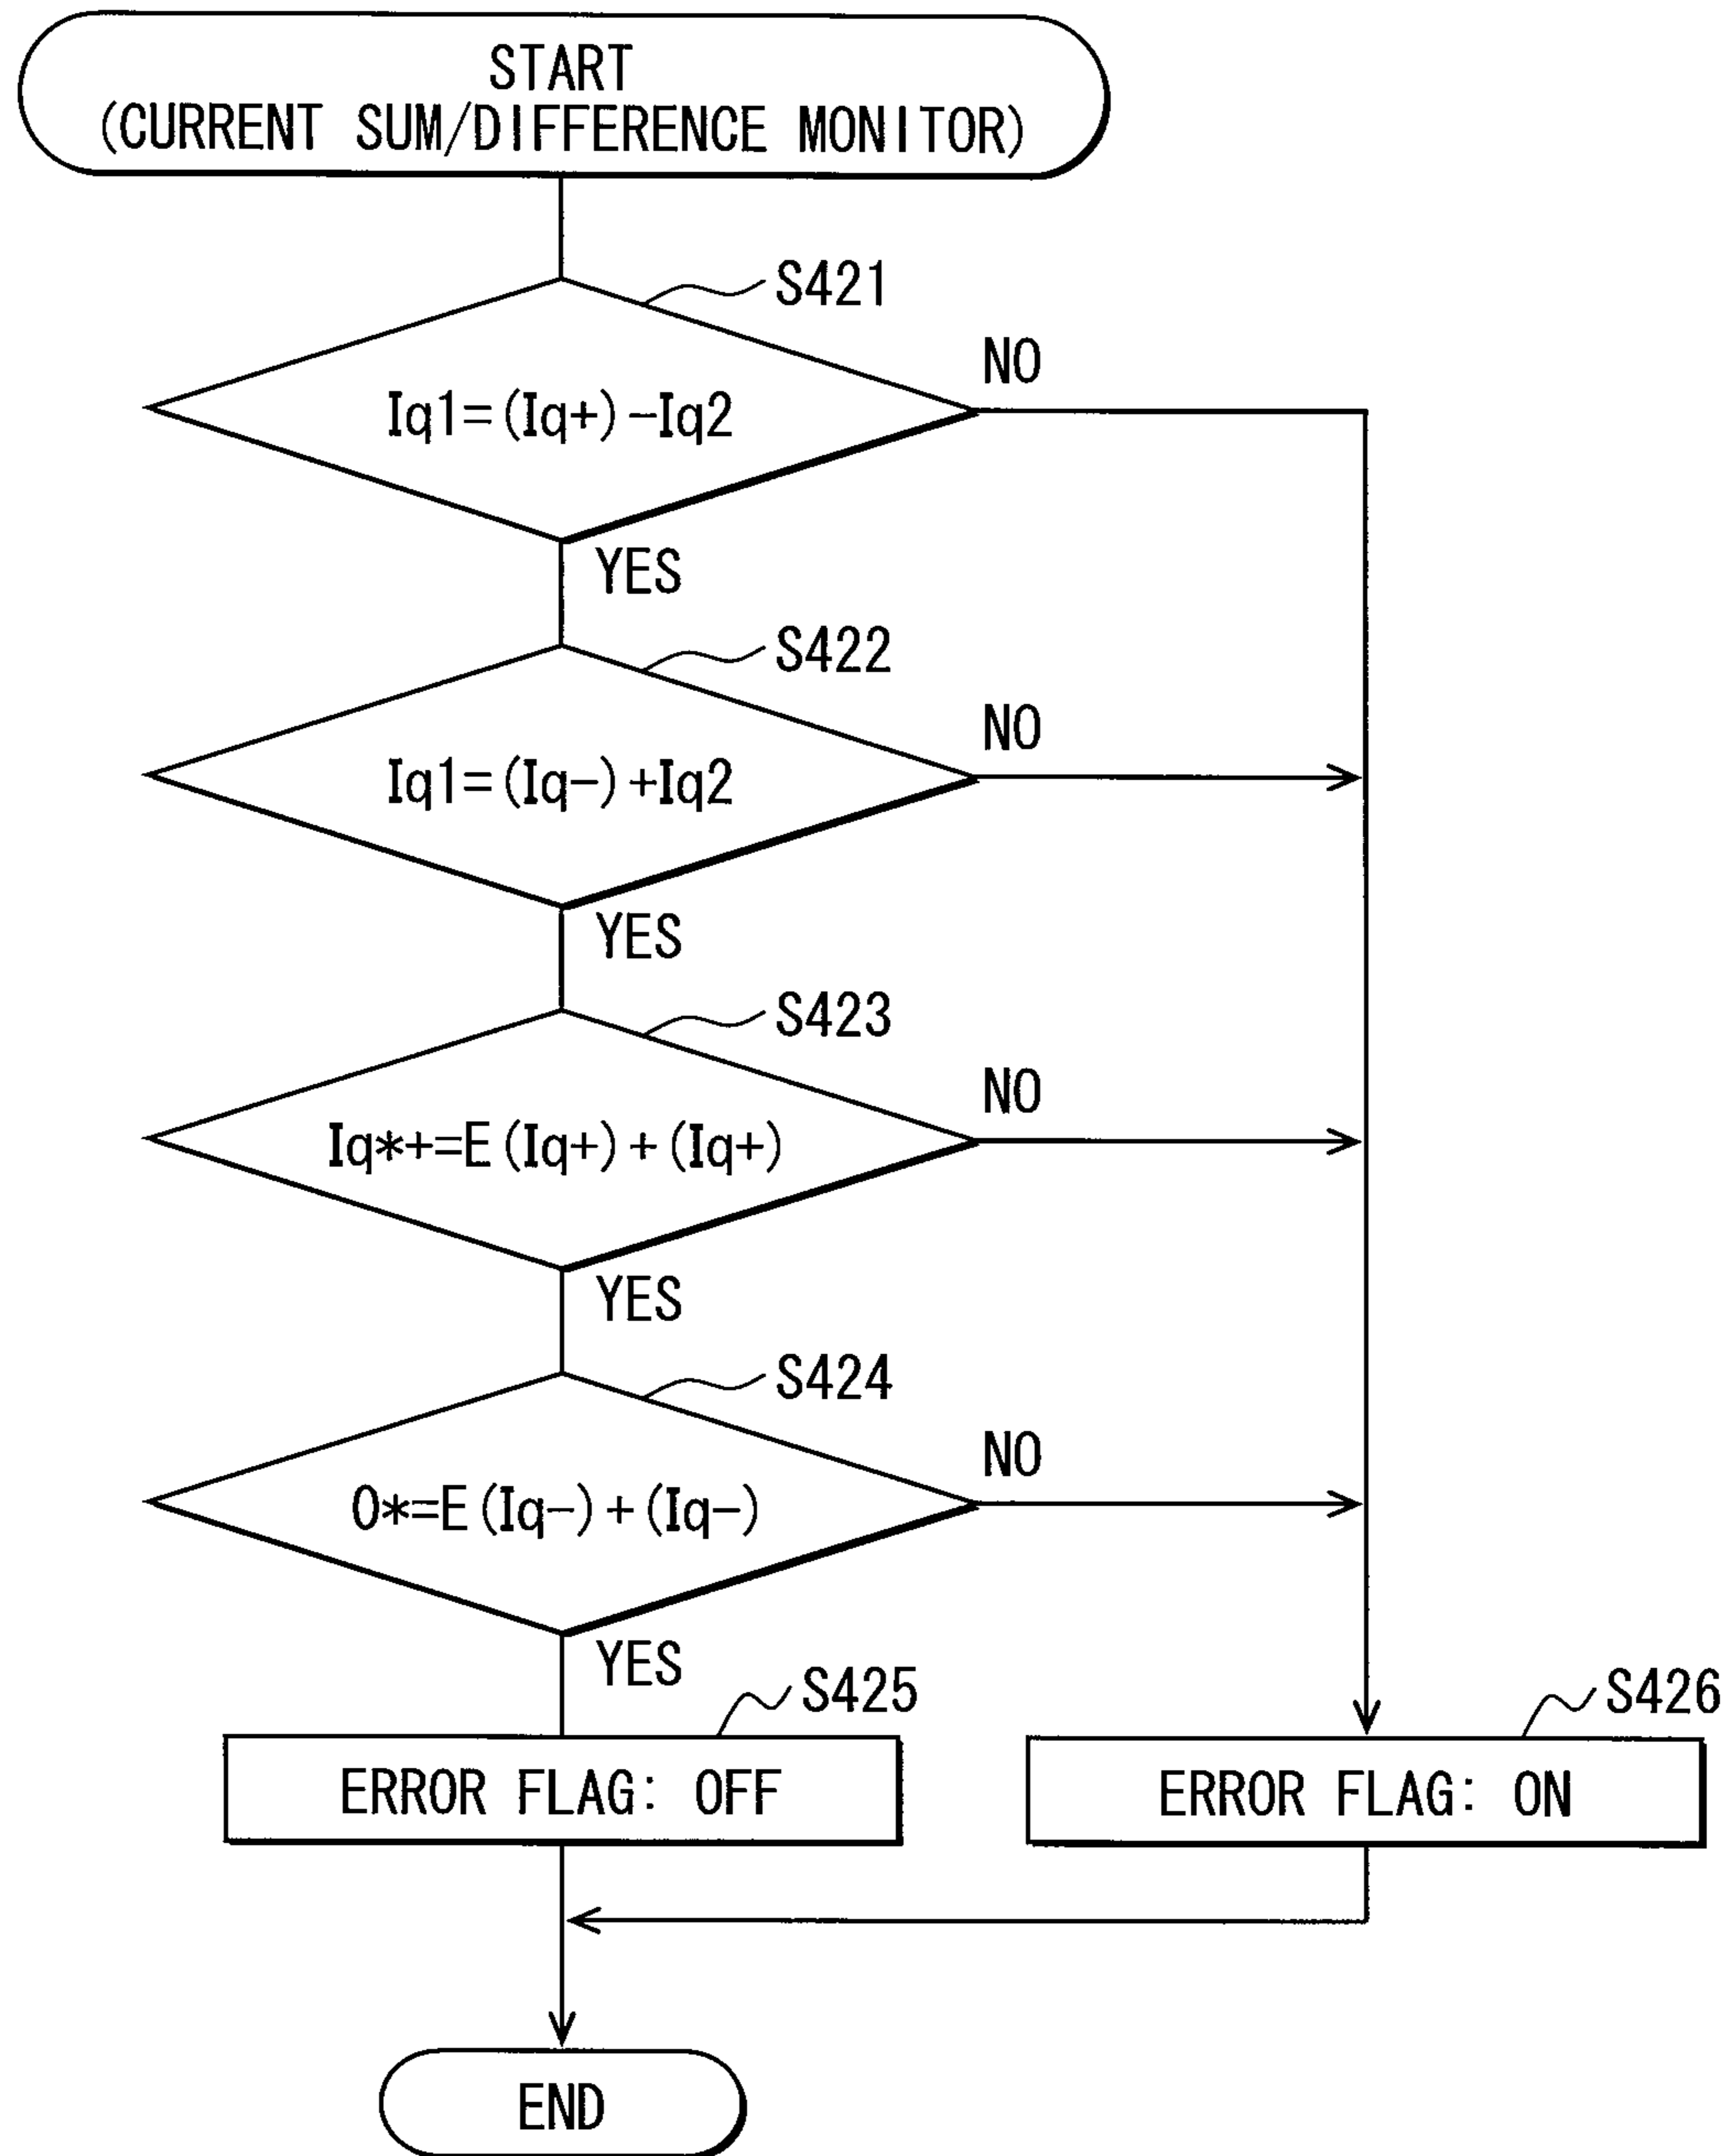 START
(CURRENT SUM/DIFFERENCE MONITOR)
S421
NO
Iq1=(Iq+)-Iq2
YES
S422
NO
Iq1=(Iq-)+Iq2
YES
S423
NO
Iq*+=E(Iq+)+(Iq+)
YES
S424
NO
0*=E(Iq-)+(Iq-)
YES
S425
S426
ERROR FLAG: OFF
ERROR FLAG: ON
END